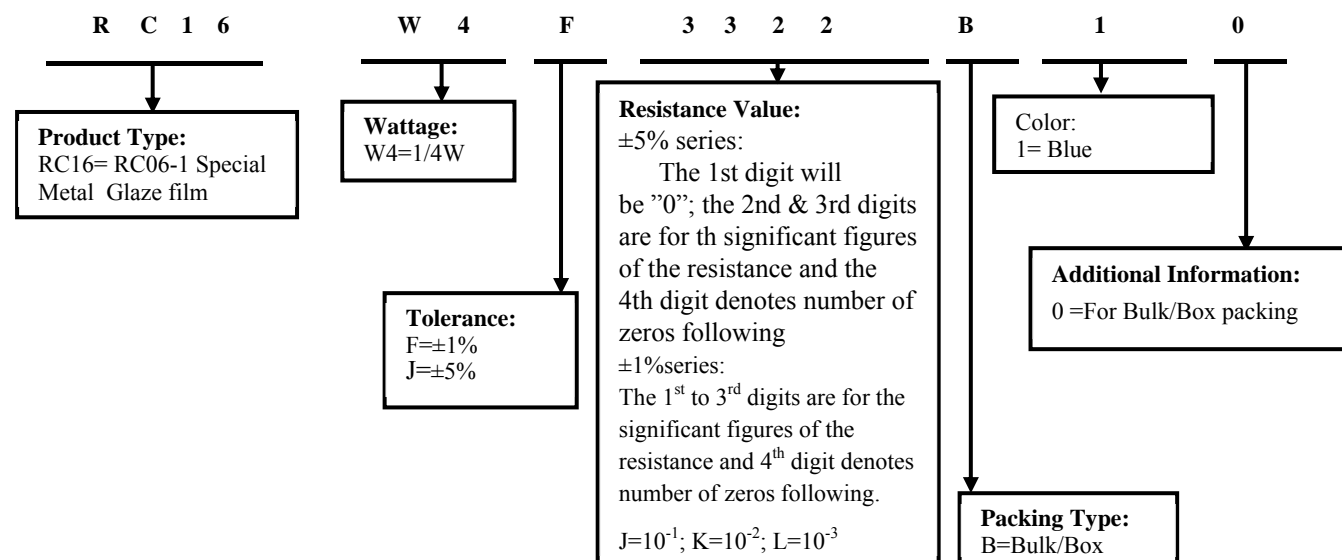 R C 1 6 W 4 F 3 3 2 2 B 1 0
Product Type:
RC16= RC06-1 Special
Metal Glaze film
Wattage:
W4=1/4W
Tolerance:
F=±1%
J=±5%
Resistance Value:
±5% series:
The 1st digit will
be ”0”; the 2nd & 3rd digits
are for th significant figures
of the resistance and the
4th digit denotes number of
zeros following
±1%series:
The 1st to 3rd digits are for the
significant figures of the
resistance and 4th digit denotes
number of zeros following.
J=10-1; K=10-2; L=10-3
Packing Type:
B=Bulk/Box
Color:
1= Blue
Additional Information:
0 =For Bulk/Box packing